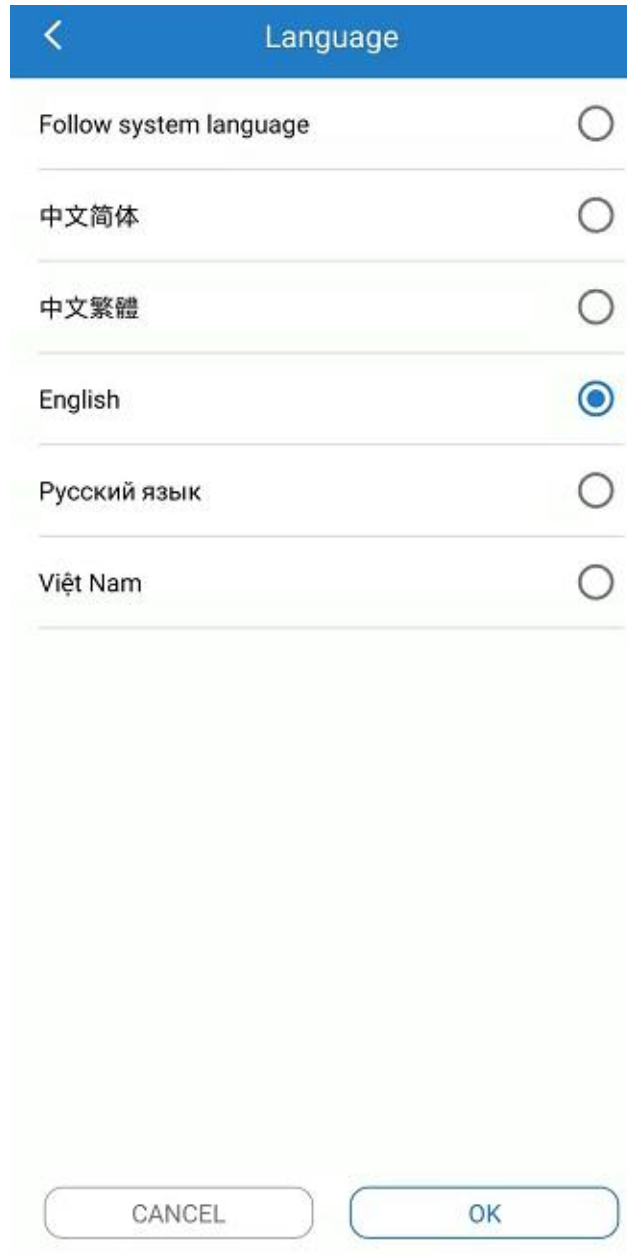 Language
Follow system language
中文简体
中文繁體
English
Русский язык
Việt Nam
CANCEL OK